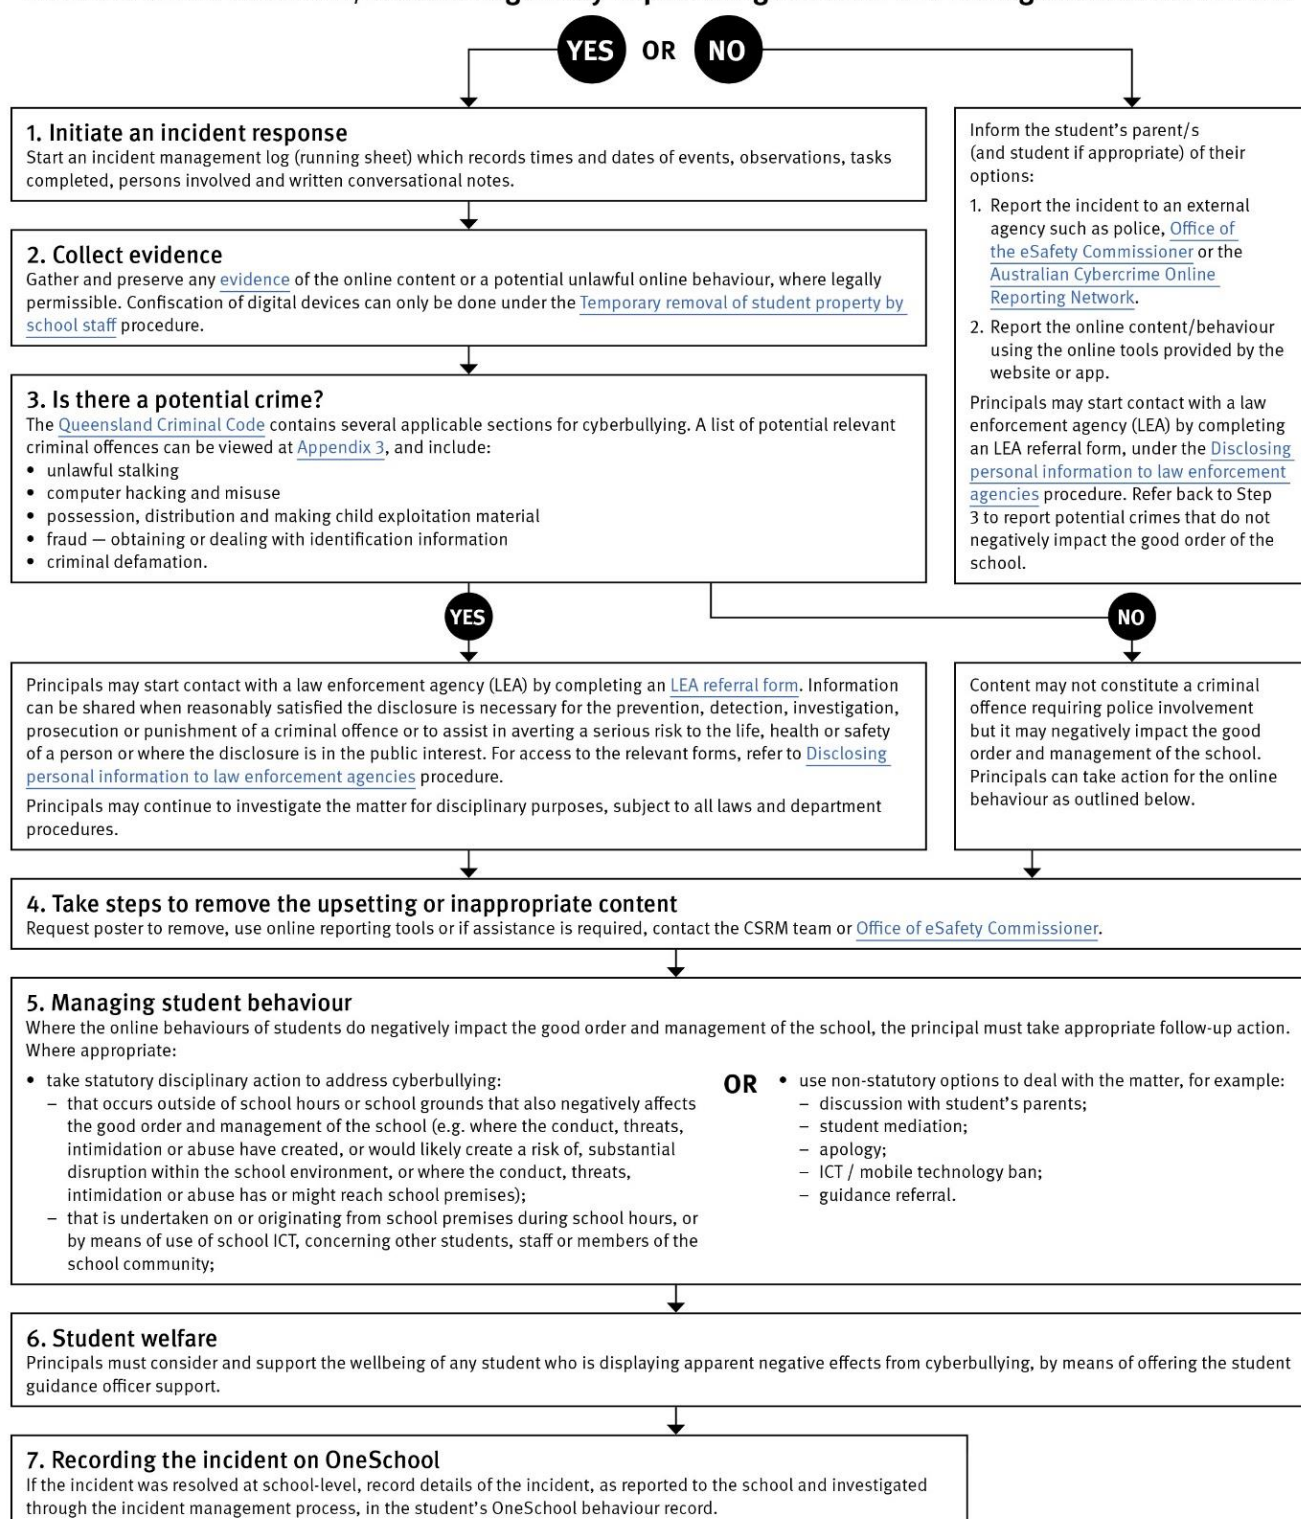 YES OR NO
1. Initiate an incident response
Start an incident management log (running sheet) which records times and dates of events, observations, tasks
completed, persons involved and written conversational notes.
2. Collect evidence
Gather and preserve any evidence of the online content or a potential unlawful online behaviour, where legally
permissible. Confiscation of digital devices can only be done under the Temporary removal of student property by
school staff procedure.
3. Is there a potential crime?
The Queensland Criminal Code contains several applicable sections for cyberbullying. A list of potential relevant
criminal offences can be viewed at Appendix 3, and include:
• unlawful stalking
• computer hacking and misuse
• possession, distribution and making child exploitation material
• fraud — obtaining or dealing with identification information
• criminal defamation.
Inform the student's parent/s
(and student if appropriate) of their
options:
1. Report the incident to an external
agency such as police, Office of
the eSafety Commissioner or the
Australian Cybercrime Online
Reporting Network.
2. Report the online content/behaviour
using the online tools provided by the
website or app.
Principals may start contact with a law
enforcement agency (LEA) by completing
an LEA referral form, under the Disclosing
personal information to law enforcement
agencies procedure. Refer back to Step
3 to report potential crimes that do not
negatively impact the good order of the
school.
YES
NO
Principals may start contact with a law enforcement agency (LEA) by completing an LEA referral form. Information
can be shared when reasonably satisfied the disclosure is necessary for the prevention, detection, investigation,
prosecution or punishment of a criminal offence or to assist in averting a serious risk to the life, health or safety
of a person or where the disclosure is in the public interest. For access to the relevant forms, refer to Disclosing
personal information to law enforcement agencies procedure.
Principals may continue to investigate the matter for disciplinary purposes, subject to all laws and department
procedures.
Content may not constitute a criminal
offence requiring police involvement
but it may negatively impact the good
order and management of the school.
Principals can take action for the online
behaviour as outlined below.
4. Take steps to remove the upsetting or inappropriate content
Request poster to remove, use online reporting tools or if assistance is required, contact the CSRM team or Office of eSafety Commissioner.
5. Managing student behaviour
Where the online behaviours of students do negatively impact the good order and management of the school, the principal must take appropriate follow-up action.
Where appropriate:
• take statutory disciplinary action to address cyberbullying:
– that occurs outside of school hours or school grounds that also negatively affects
the good order and management of the school (e.g. where the conduct, threats,
intimidation or abuse have created, or would likely create a risk of, substantial
disruption within the school environment, or where the conduct, threats,
intimidation or abuse has or might reach school premises);
– that is undertaken on or originating from school premises during school hours, or
by means of use of school ICT, concerning other students, staff or members of the
school community;
OR
• use non-statutory options to deal with the matter, for example:
– discussion with student's parents;
– student mediation;
– apology;
– ICT / mobile technology ban;
– guidance referral.
6. Student welfare
Principals must consider and support the wellbeing of any student who is displaying apparent negative effects from cyberbullying, by means of offering the student
guidance officer support.
7. Recording the incident on OneSchool
If the incident was resolved at school-level, record details of the incident, as reported to the school and investigated
through the incident management process, in the student's OneSchool behaviour record.